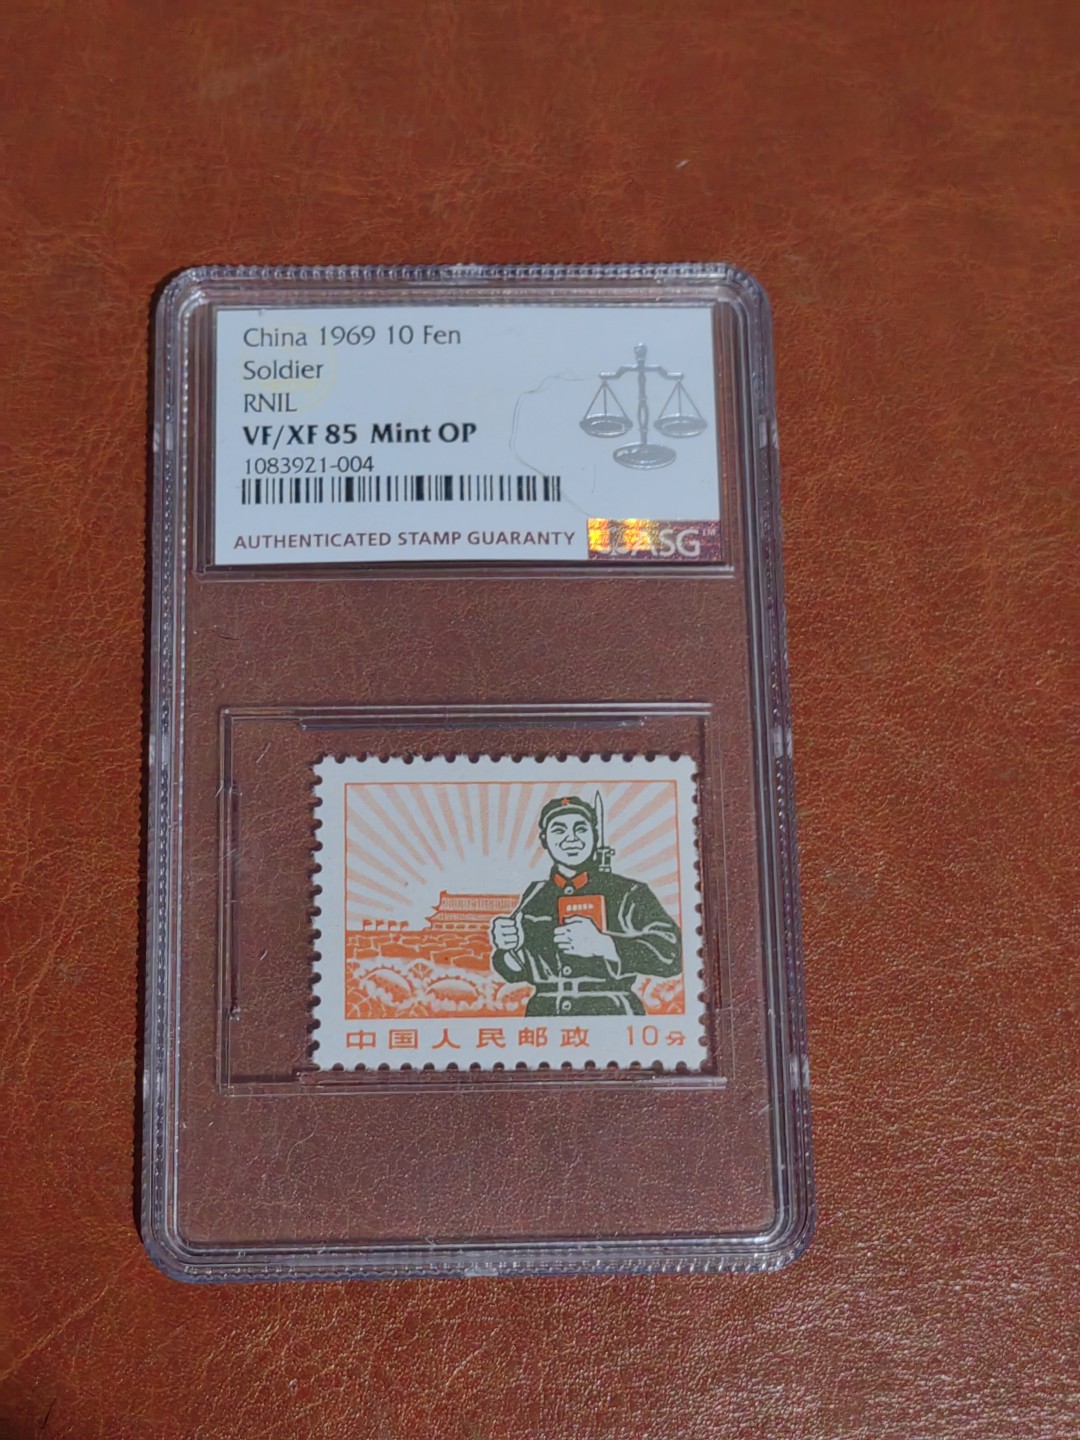 China 1969 10 Fen
Soldier
RNIL
VF/XF 85 Mint OP
1083921-004
AUTHENTICATED STAMP GUARANTY
ASG™
中国人民邮政 10分